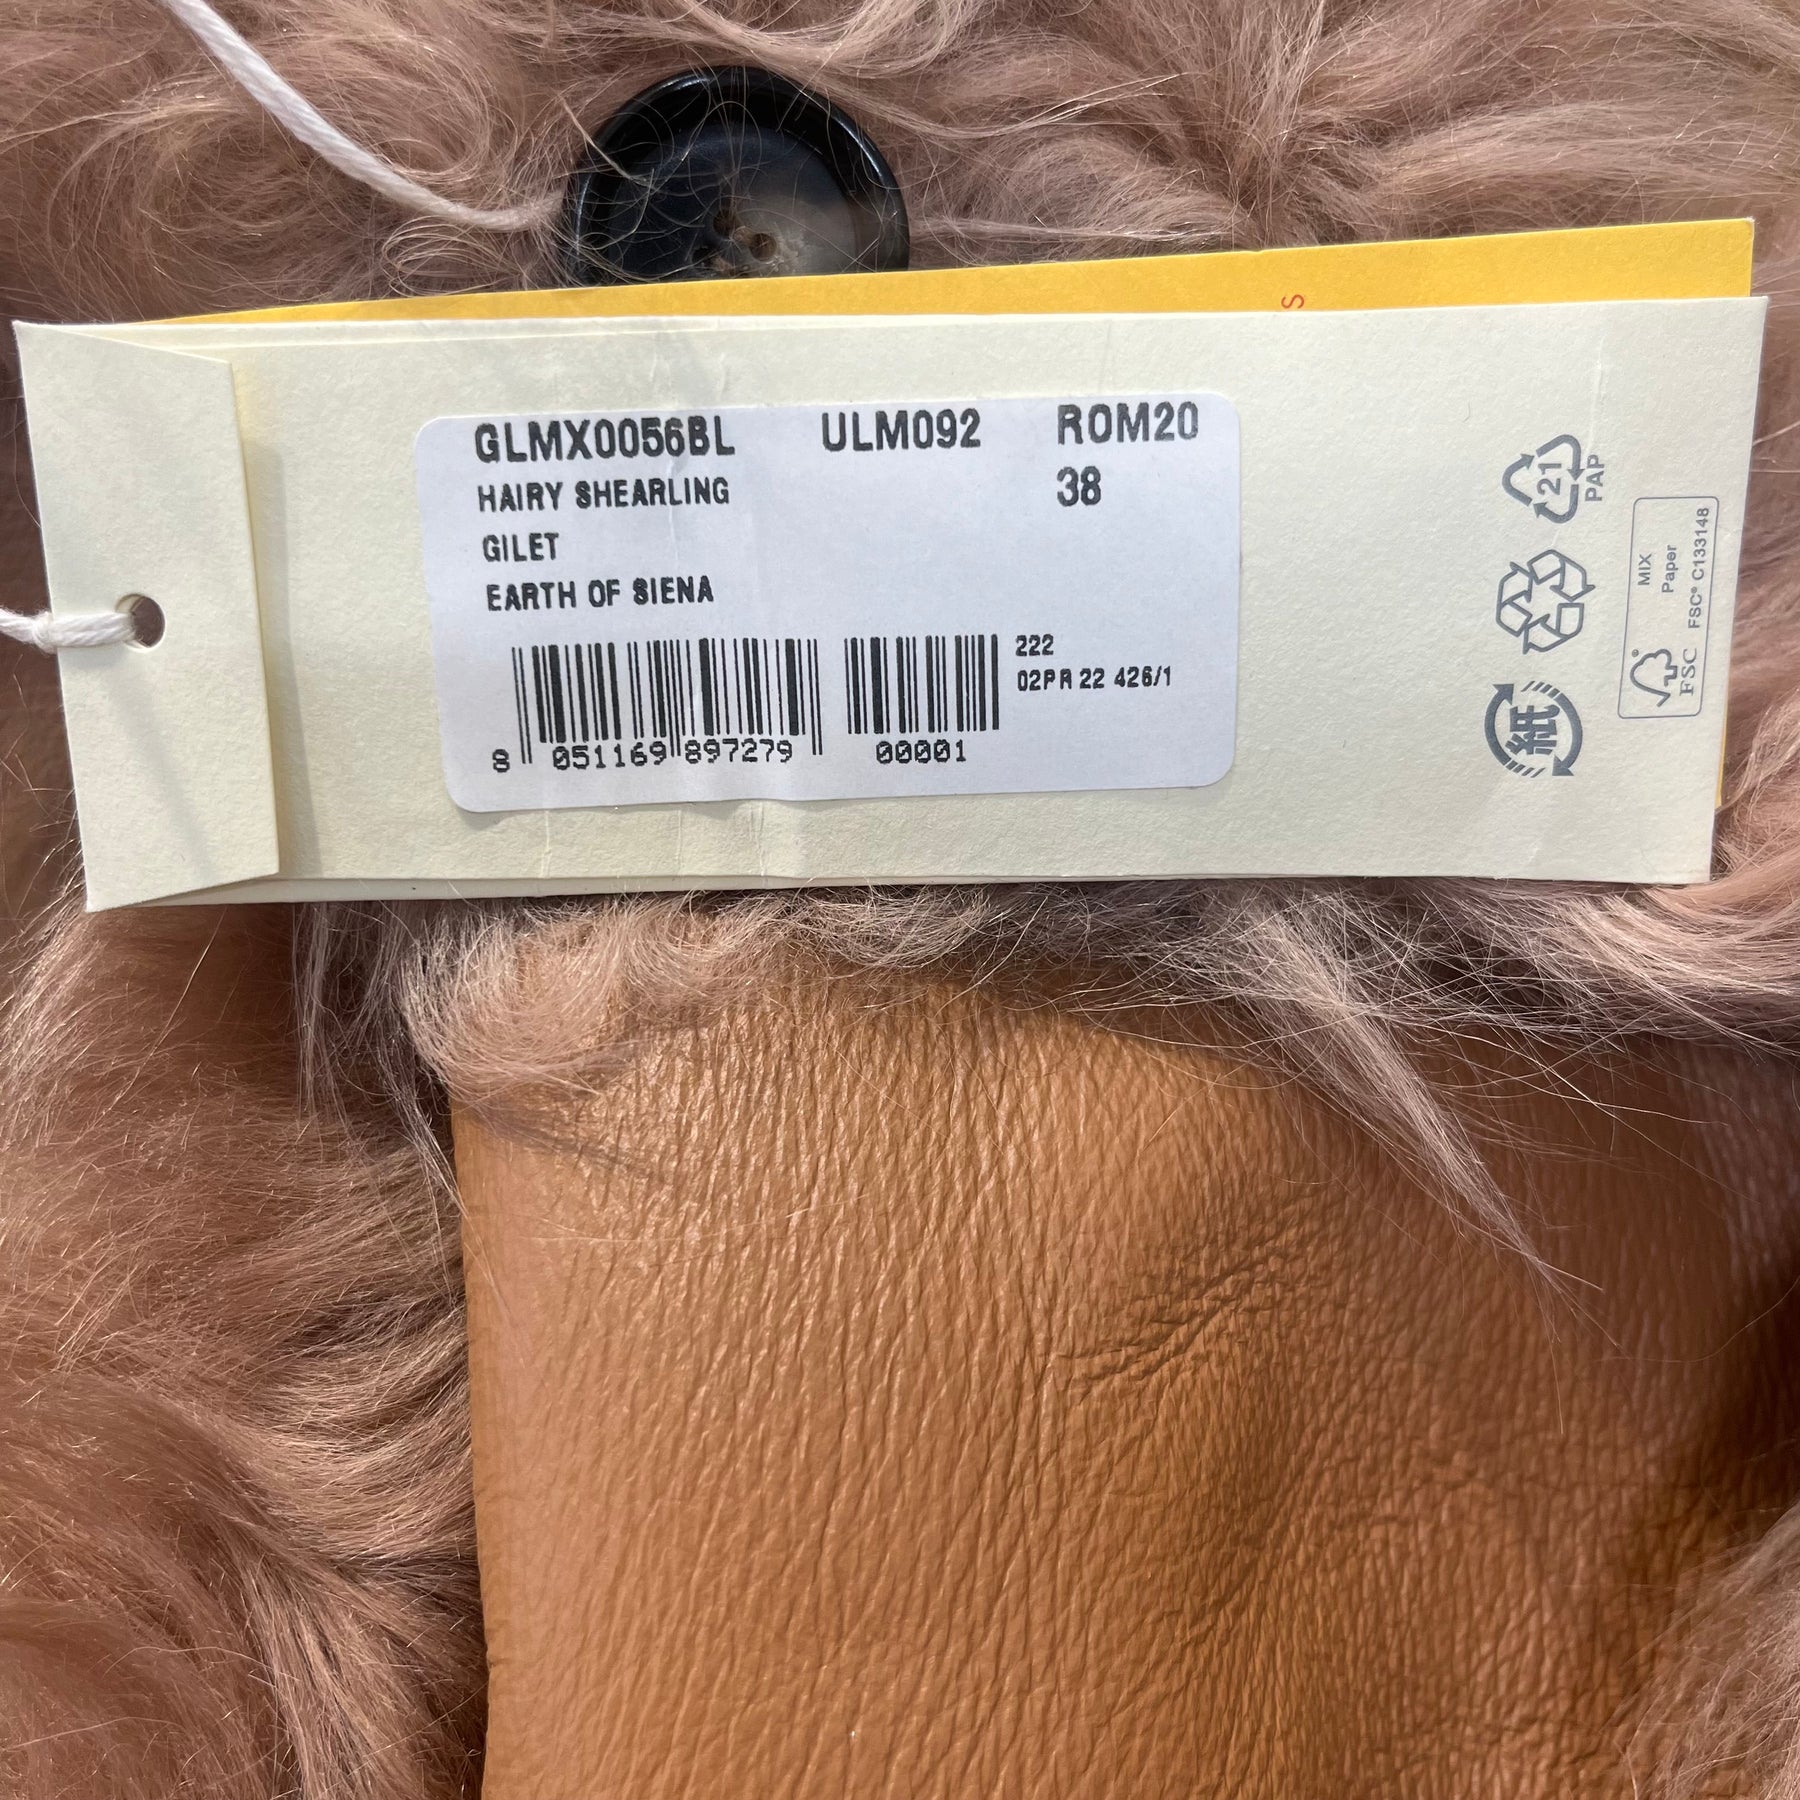 S
GLMX0056BL ULM092 ROM20
HAIRY SHEARLING 38
GILET
EARTH OF SIENA
222
02PR 22 426/1
8 051169 897279 00001
21
PAP
紙
MIX
Paper
FSC® C133148
FSC